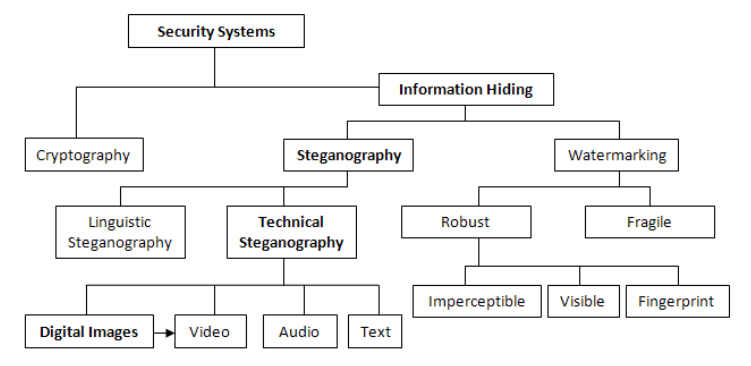 Security Systems
Information Hiding
Cryptography
Steganography
Watermarking
Linguistic
Steganography
Technical
Steganography
Robust
Fragile
Imperceptible
Visible
Fingerprint
Digital Images
Video
Audio
Text